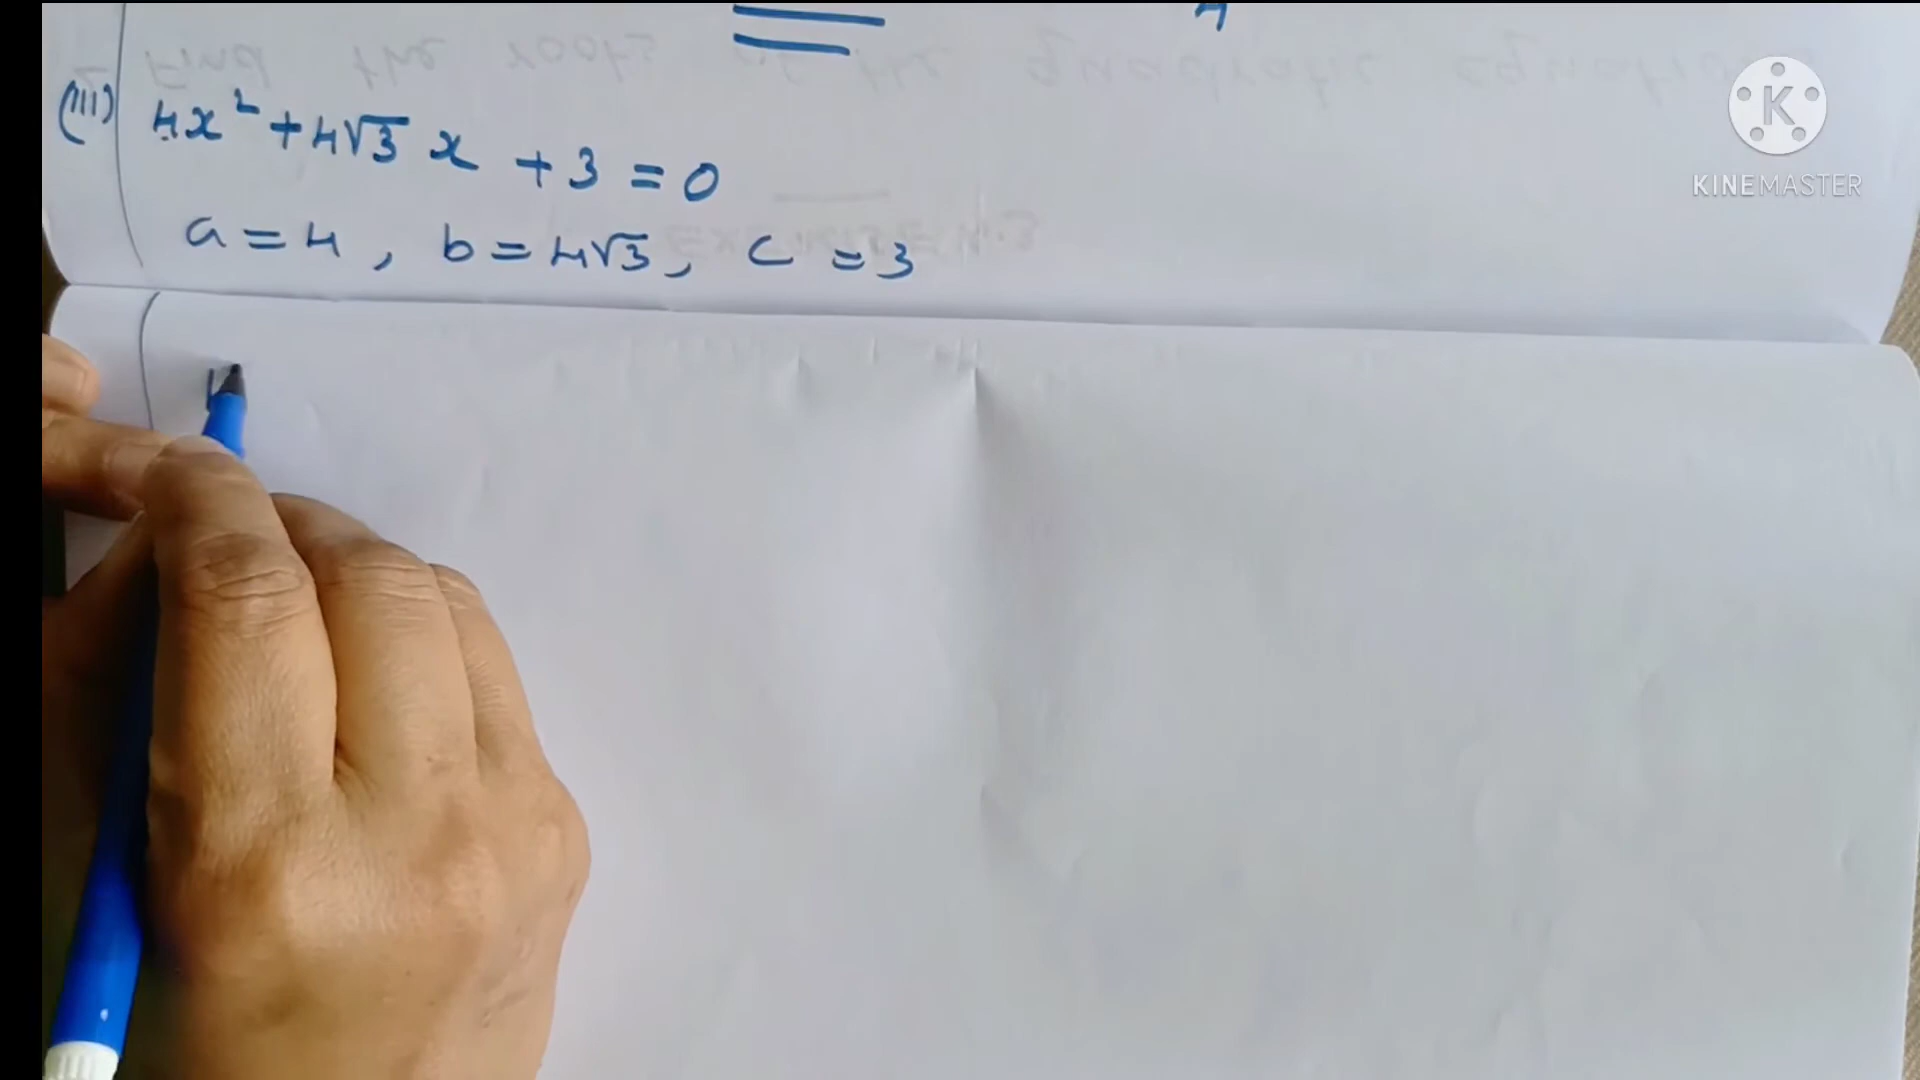 (iii) 4x² + 4√3 x + 3 = 0
a = 4 , b = 4√3 , c = 3
KINEMASTER